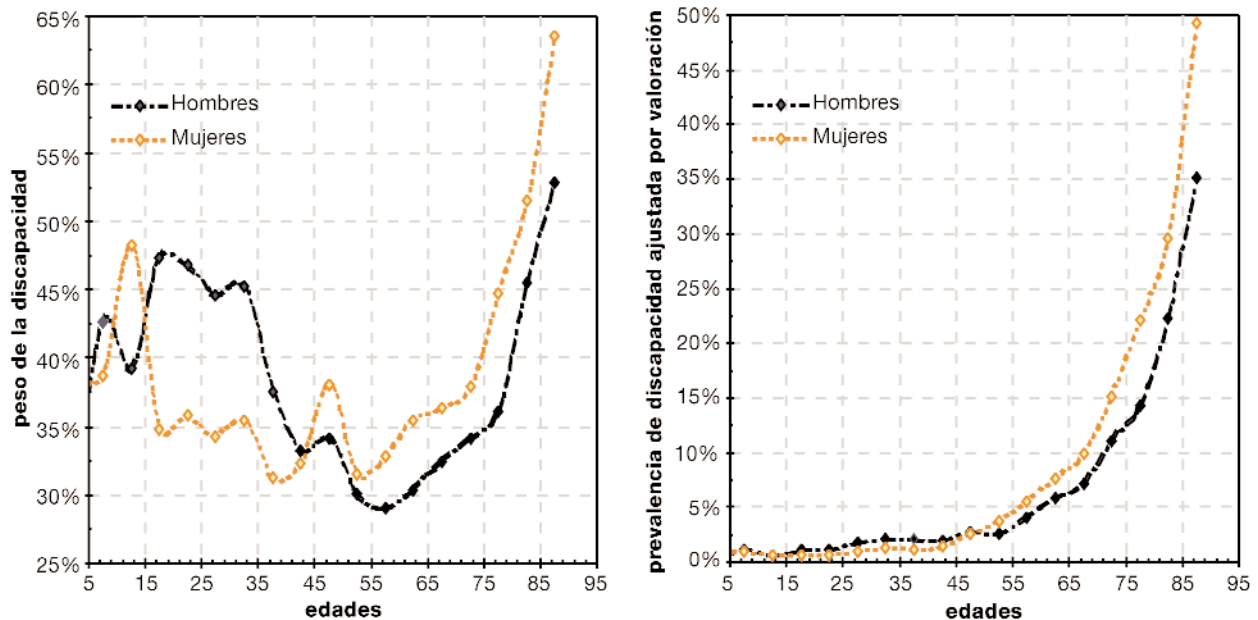 peso de la discapacidad
65%
60%
55%
50%
45%
40%
35%
30%
25%
Hombres
Mujeres
5 15 25 35 45 55 65 75 85 95
edades
prevalencia de discapacidad ajustada por valoración
50%
45%
40%
35%
30%
25%
20%
15%
10%
5%
0%
Hombres
Mujeres
5 15 25 35 45 55 65 75 85 95
edades